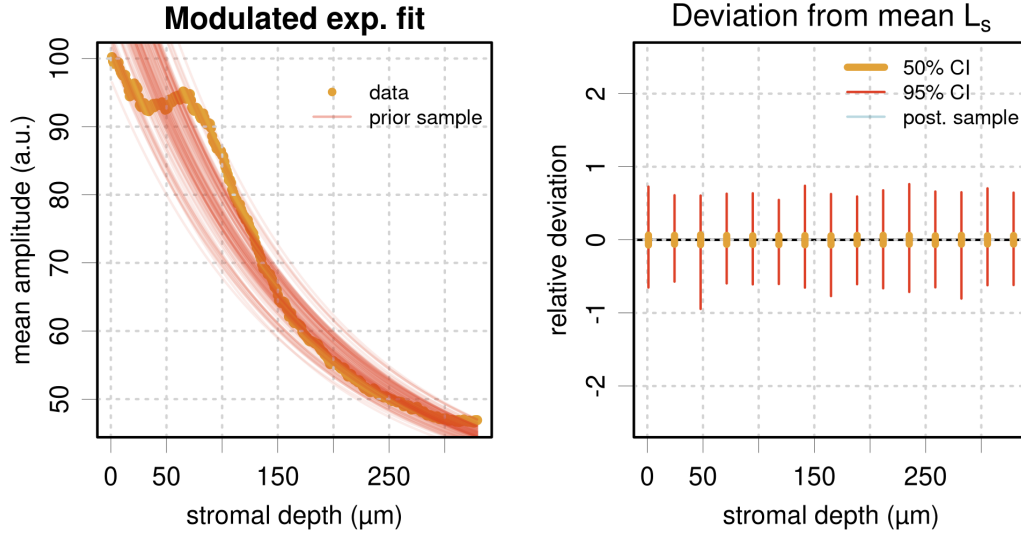 Modulated exp. fit
mean amplitude (a.u.)
100
90
80
70
60
50
data
prior sample
0 50 150 250
stromal depth (µm)
Deviation from mean Ls
relative deviation
2
1
0
-1
-2
50% CI
95% CI
post. sample
0 50 150 250
stromal depth (µm)